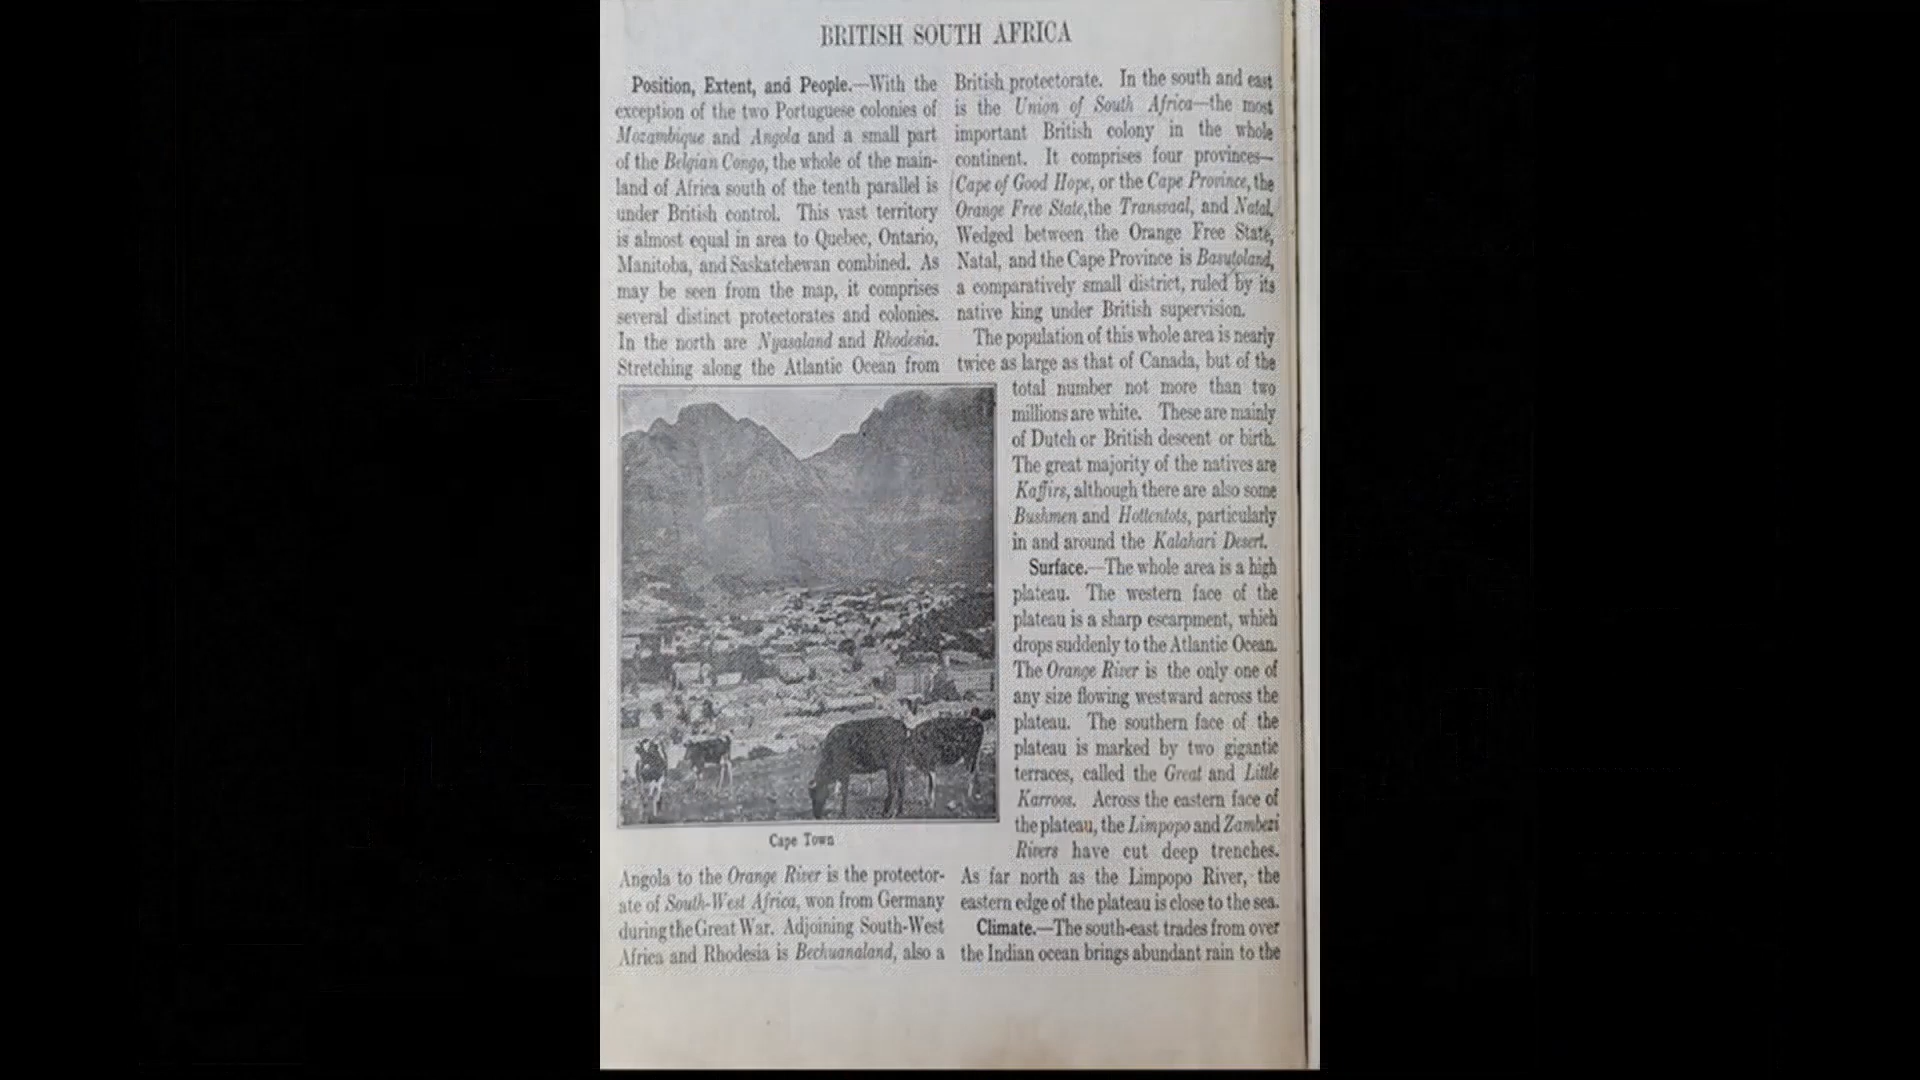 BRITISH SOUTH AFRICA
Position, Extent, and People.—With the
exception of the two Portuguese colonies of
Mozambique and Angola and a small part
of the Belgian Congo, the whole of the main-
land of Africa south of the tenth parallel is
under British control. This vast territory
is almost equal in area to Quebec, Ontario,
Manitoba, and Saskatchewan combined. As
may be seen from the map, it comprises
several distinct protectorates and colonies.
In the north are Nyasaland and Rhodesia.
Stretching along the Atlantic Ocean from
Cape Town
Angola to the Orange River is the protector-
ate of South-West Africa, won from Germany
during the Great War. Adjoining South-West
Africa and Rhodesia is Bechuanaland, also a
British protectorate. In the south and east
is the Union of South Africa—the most
important British colony in the whole
continent. It comprises four provinces—
Cape of Good Hope, or the Cape Province, the
Orange Free State, the Transvaal, and Natal.
Wedged between the Orange Free State,
Natal, and the Cape Province is Basutoland,
a comparatively small district, ruled by its
native king under British supervision.
The population of this whole area is nearly
twice as large as that of Canada, but of the
total number not more than two
millions are white. These are mainly
of Dutch or British descent or birth.
The great majority of the natives are
Kaffirs, although there are also some
Bushmen and Hottentots, particularly
in and around the Kalahari Desert.
Surface.—The whole area is a high
plateau. The western face of the
plateau is a sharp escarpment, which
drops suddenly to the Atlantic Ocean.
The Orange River is the only one of
any size flowing westward across the
plateau. The southern face of the
plateau is marked by two gigantic
terraces, called the Great and Little
Karroos. Across the eastern face of
the plateau, the Limpopo and Zambezi
Rivers have cut deep trenches.
As far north as the Limpopo River, the
eastern edge of the plateau is close to the sea.
Climate.—The south-east trades from over
the Indian ocean brings abundant rain to the